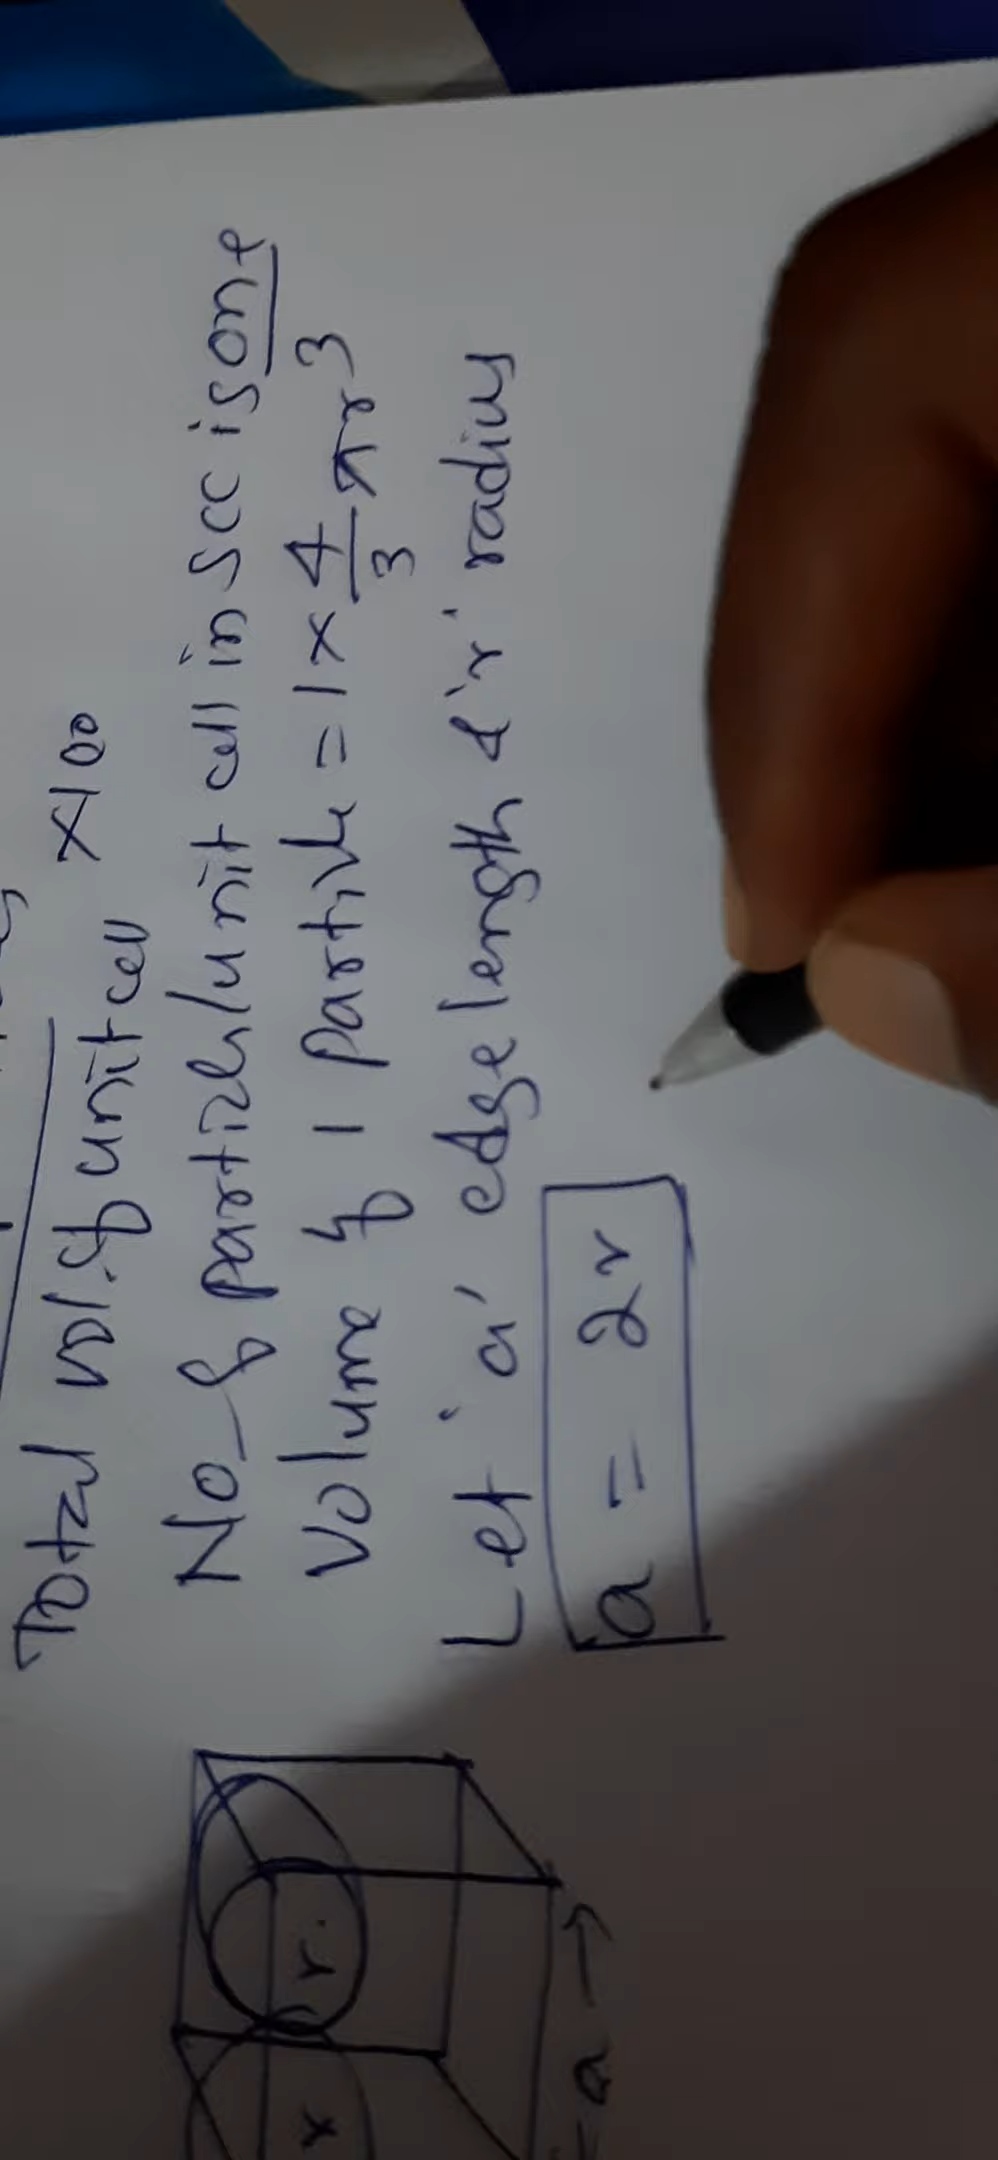 Total vol. of unit cell ×100
No of particles/unit cell in scc is one
Volume of 1 particle = 1 × 4/3 πr³
Let 'a' edge length & 'r' radius
a = 2r
r
r
a →